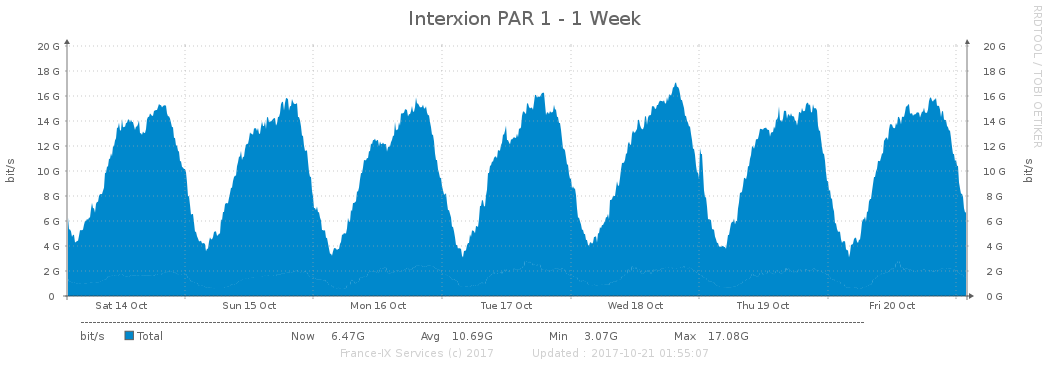 Interxion PAR 1 - 1 Week
RRDTOOL / TOBI OETIKER
20 G 20 G
18 G 18 G
16 G 16 G
14 G 14 G
12 G 12 G
10 G 10 G
8 G 8 G
6 G 6 G
4 G 4 G
2 G 2 G
0 0 G
bit/s bit/s
Sat 14 Oct Sun 15 Oct Mon 16 Oct Tue 17 Oct Wed 18 Oct Thu 19 Oct Fri 20 Oct
bit/s Total Now 6.47G Avg 10.69G Min 3.07G Max 17.08G
France-IX Services (c) 2017 Updated : 2017-10-21 01:55:07